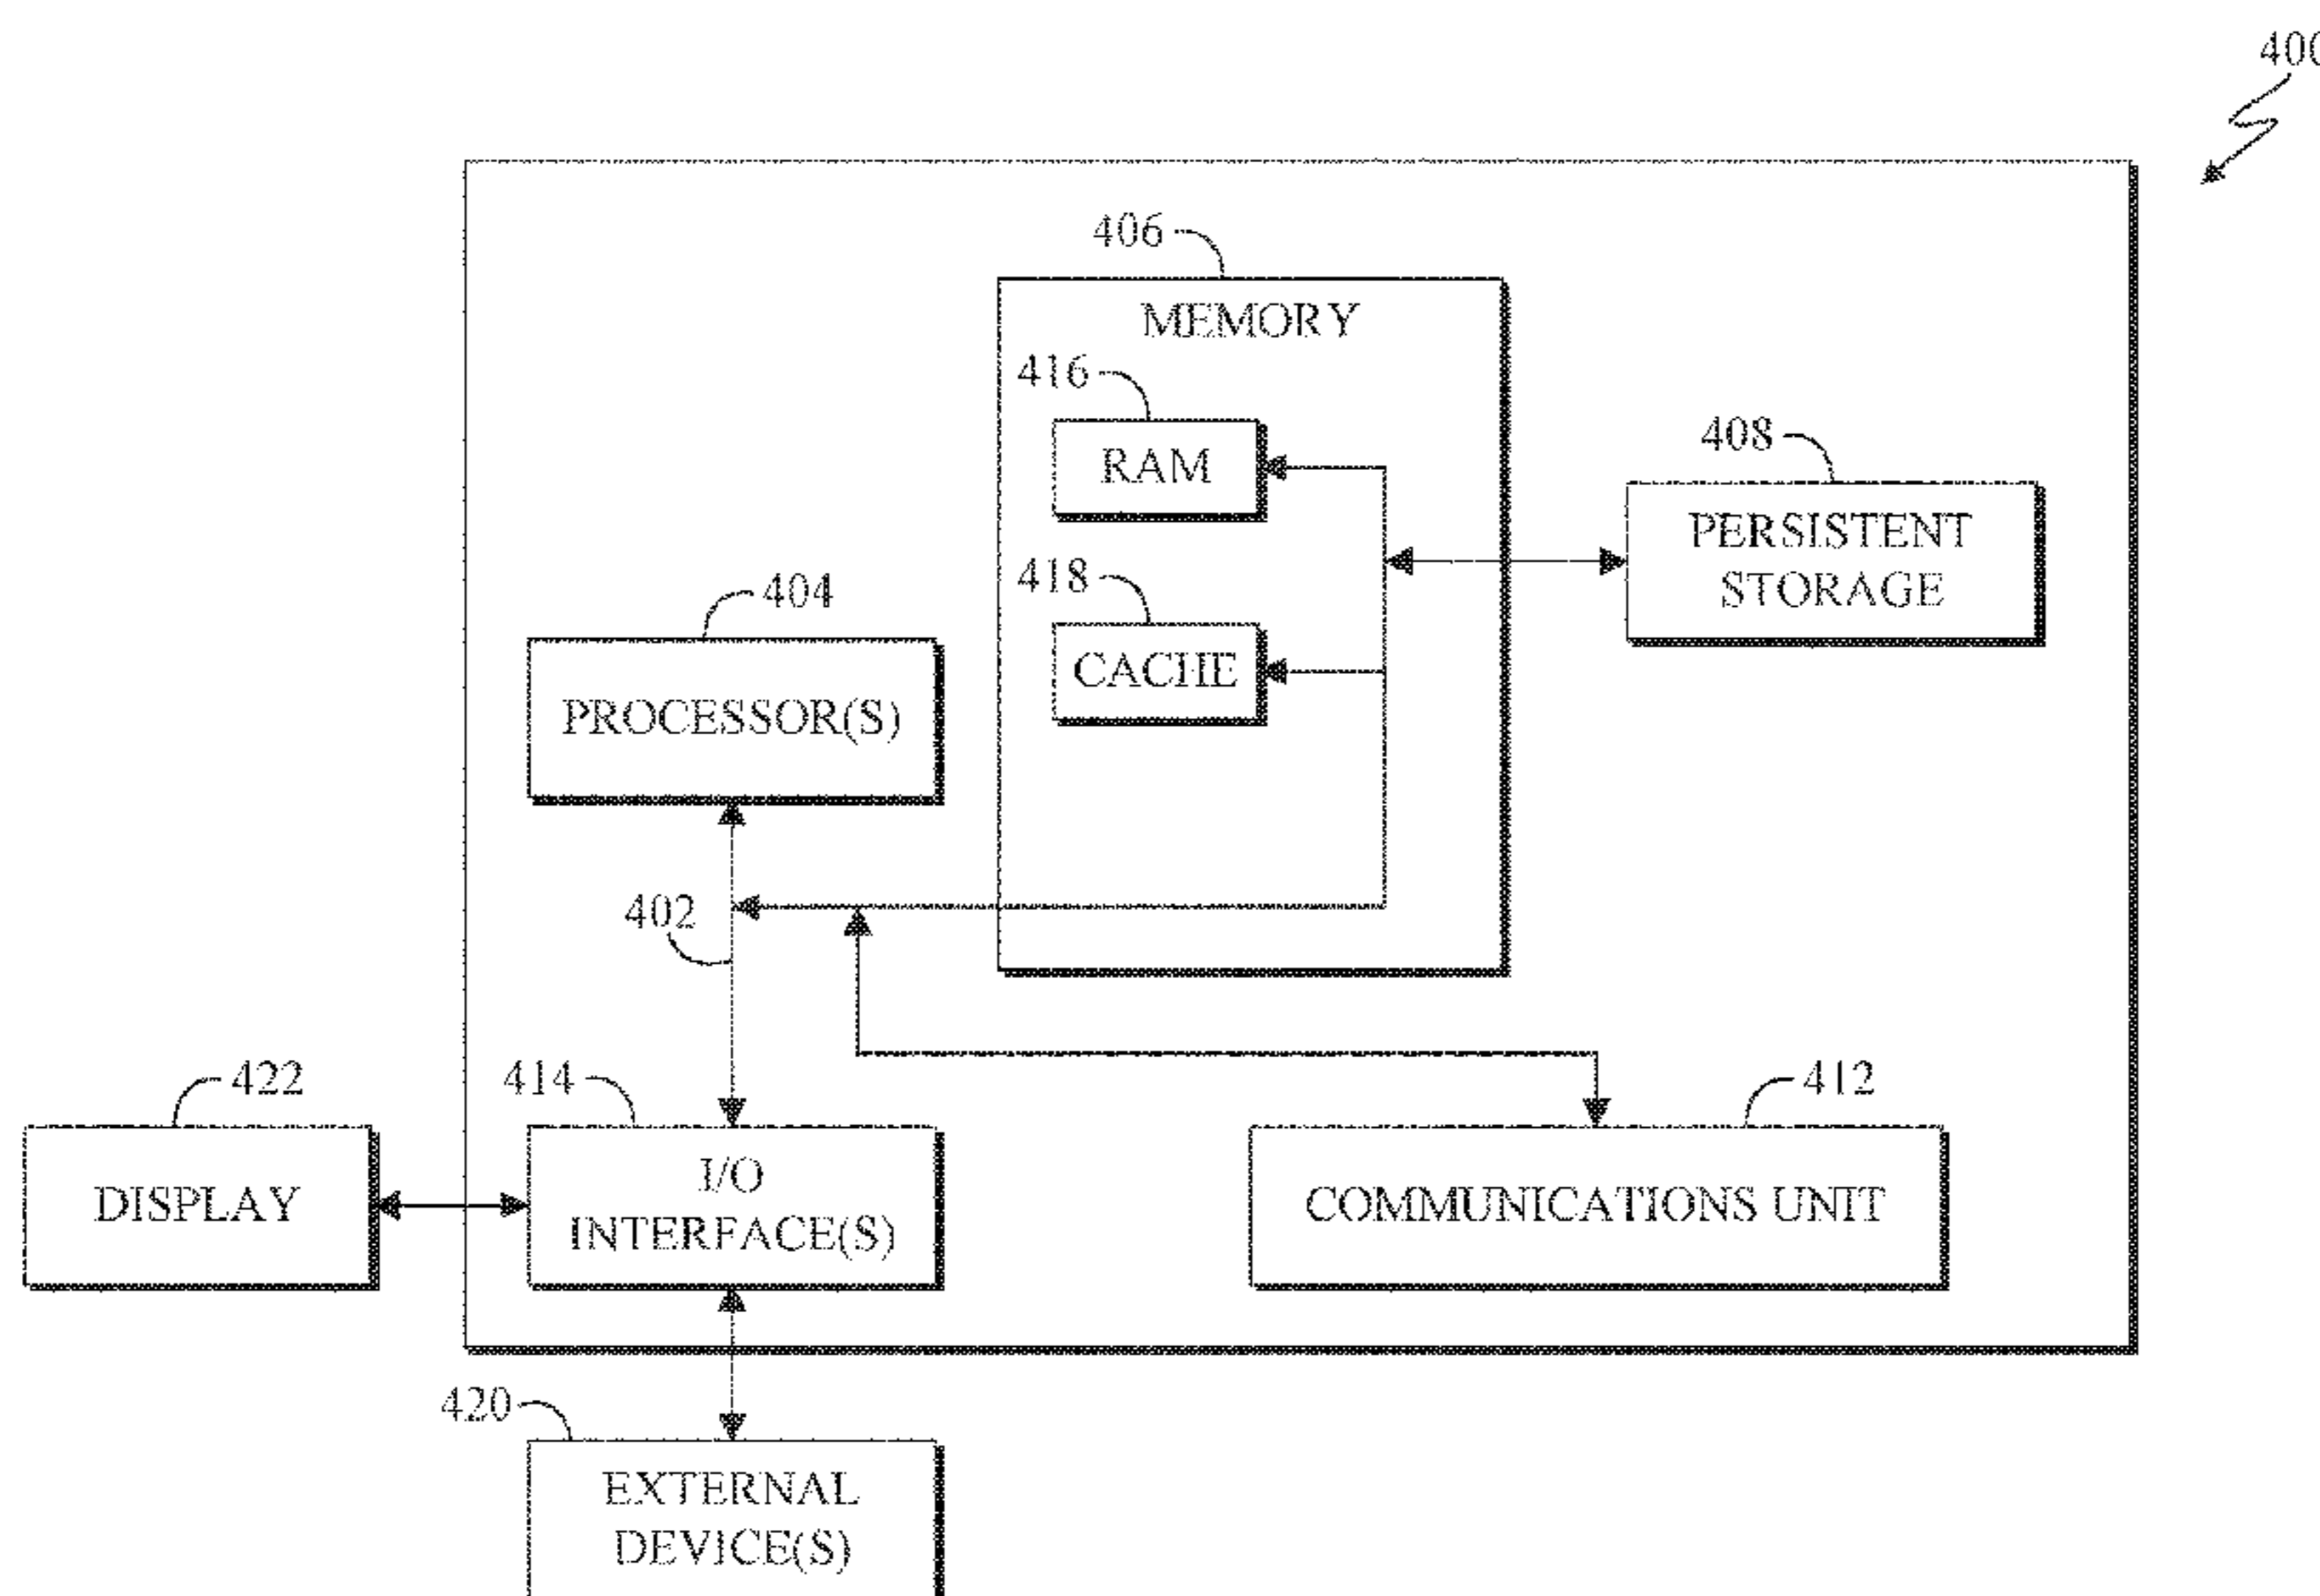 400
406
MEMORY
416
RAM
408
PERSISTENT
STORAGE
418
CACHE
404
PROCESSOR(S)
402
422
DISPLAY
414
I/O
INTERFACE(S)
412
COMMUNICATIONS UNIT
420
EXTERNAL
DEVICE(S)